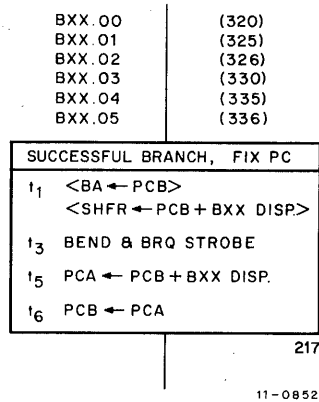 BXX.00 (320)
BXX.01 (325)
BXX.02 (326)
BXX.03 (330)
BXX.04 (335)
BXX.05 (336)
SUCCESSFUL BRANCH, FIX PC
t1 <BA ← PCB>
<SHFR ← PCB + BXX DISP.>
t3 BEND & BRQ STROBE
t5 PCA ← PCB + BXX DISP.
t6 PCB ← PCA
217
11-0852